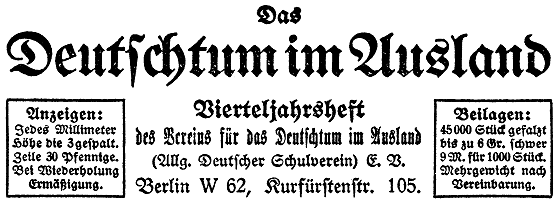 Das
Deutschtum im Ausland
Anzeigen:
Jedes Millimeter
Höhe die 3gespalt.
Zeile 30 Pfennige.
Bei Wiederholung
Ermäßigung.
Vierteljahrsheft
des Vereins für das Deutschtum im Ausland
(Allg. Deutscher Schulverein) E. V.
Berlin W 62, Kurfürstenstr. 105.
Beilagen:
45000 Stück gefalzt
bis zu 6 Gr. schwer
9 M. für 1000 Stück.
Mehrgewicht nach
Vereinbarung.